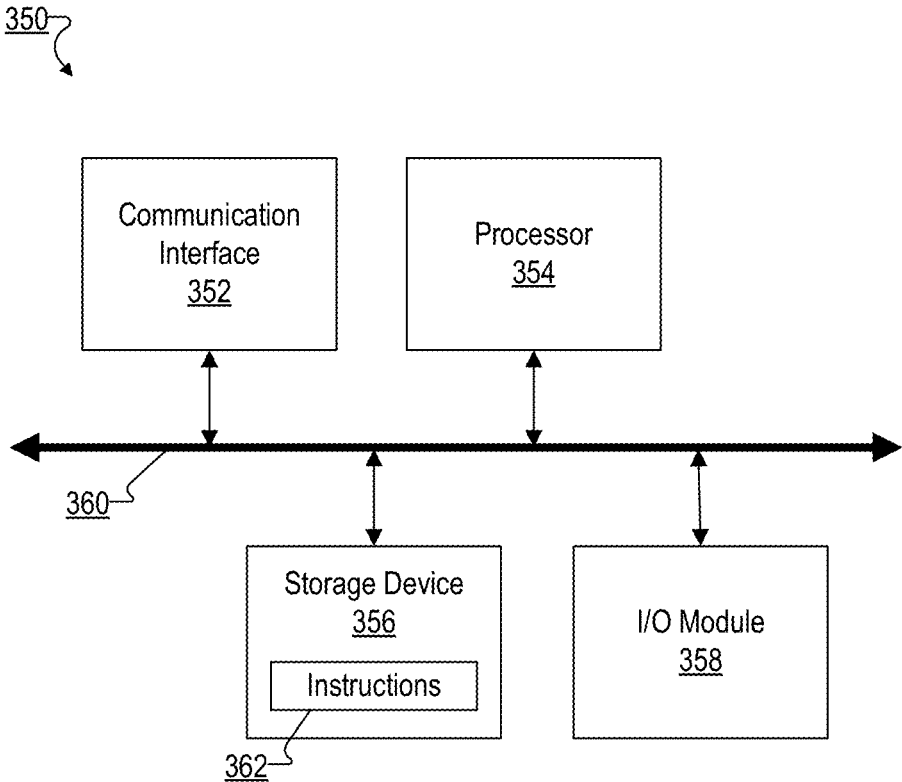 350
Communication
Interface
352
Processor
354
360
Storage Device
356
Instructions
362
I/O Module
358